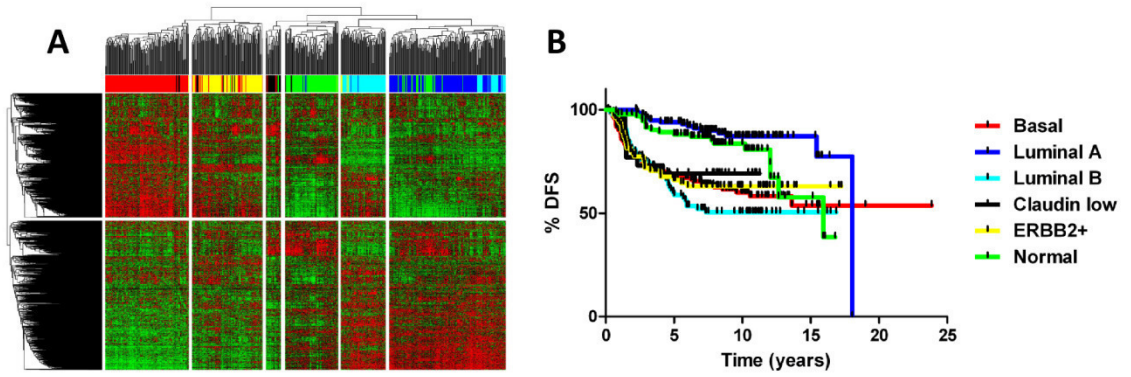 A
B
100
50
0
% DFS
0 5 10 15 20 25
Time (years)
Basal
Luminal A
Luminal B
Claudin low
ERBB2+
Normal